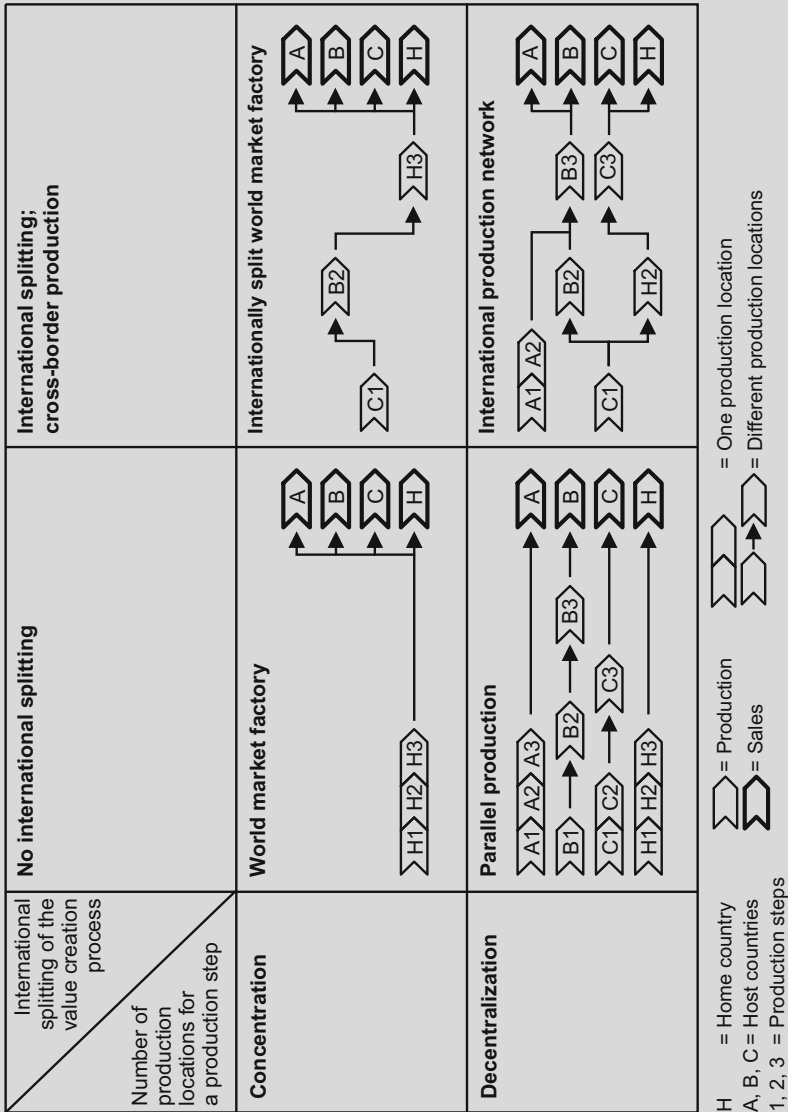 International
splitting of the
value creation
process
Number of
production
locations for
a production step
No international splitting
International splitting;
cross-border production
Concentration
World market factory
H1 H2 H3
A
B
C
H
Internationally split world market factory
C1
B2
H3
A
B
C
H
Decentralization
Parallel production
A1 A2 A3
A
B1 B2 B3
B
C1 C2 C3
C
H1 H2 H3
H
International production network
A1 A2
A
B2 B3
B
C1
C3
C
H2
H
H = Home country
A, B, C = Host countries
1, 2, 3 = Production steps
= Production
= Sales
= One production location
= Different production locations